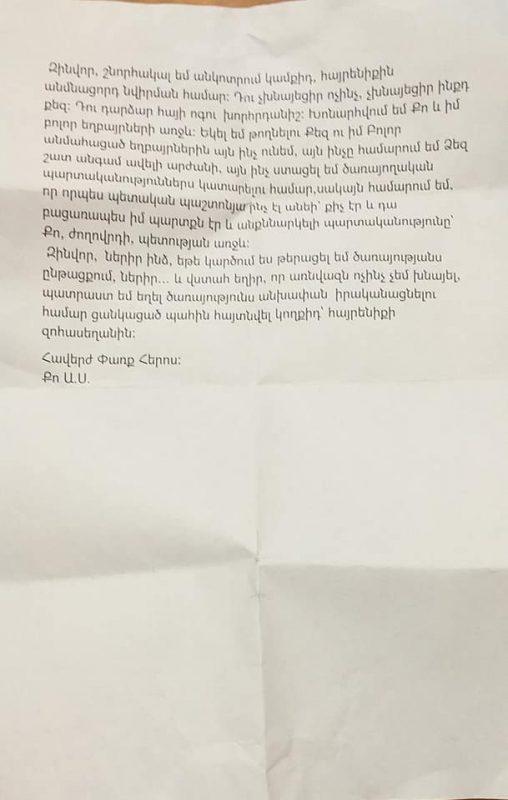 Զինվոր, շնորհակալ եմ անկոտրում կամքիդ, հայրենիքին
անմնացորդ նվիրման համար: Դու չխնայեցիր ոչինչ, չխնայեցիր ինքդ
քեզ: Դու դարձար հայի ոգու խորհրդանիշ: Խոնարհվում եմ Քո և իմ
բոլոր եղբայրների առջև: Եկել եմ թողնելու Քեզ ու իմ Բոլոր
անմահացած եղբայրներին այն ինչ ունեմ, այն ինչը համարում եմ Ձեզ
շատ անգամ ավելի արժանի, այն ինչ ստացել եմ ծառայողական
պարտականություններս կատարելու համար,սակայն համարում եմ,
որ որպես պետական պաշտոնյա ինչ էլ անեի՝ քիչ էր և դա
բացառապես իմ պարտքն էր և անքննարկելի պարտականությունը՝
Քո, ժողովրդի, պետության առջև:
Զինվոր, ներիր ինձ, եթե կարծում ես թերացել եմ ծառայությանս
ընթացքում, ներիր... և վստահ եղիր, որ առնվազն ոչինչ չեմ խնայել,
պատրաստ եմ եղել ծառայությունս անխափան իրականացնելու
համար ցանկացած պահին հայտնվել կողքիդ՝ հայրենիքի
զոհասեղանին:
Հավերժ Փառք Հերոս:
Քո Ա.Ս.